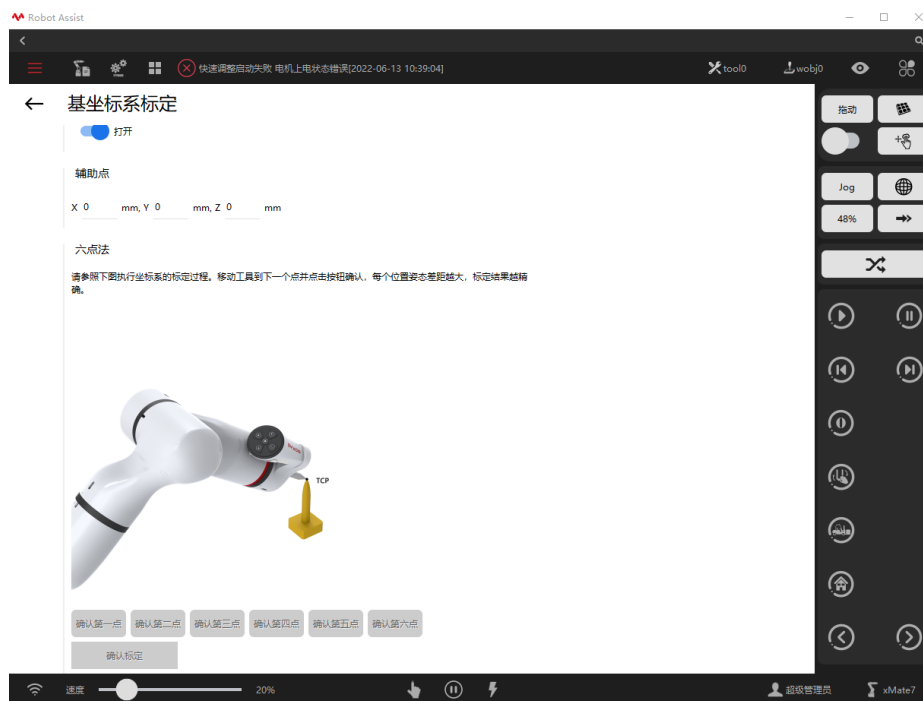 Robot Assist
快速调整启动失败 电机上电状态错误[2022-06-13 10:39:04]
tool0
wobj0
基坐标系标定
打开
辅助点
X 0 mm, Y 0 mm, Z 0 mm
六点法
请参照下图执行坐标系的标定过程。移动工具到下一个点并点击按钮确认，每个位置姿态差距越大，标定结果越精
确。
TCP
确认第一点 确认第二点 确认第三点 确认第四点 确认第五点 确认第六点
确认标定
拖动
Jog
48%
速度 20%
超级管理员
xMate7